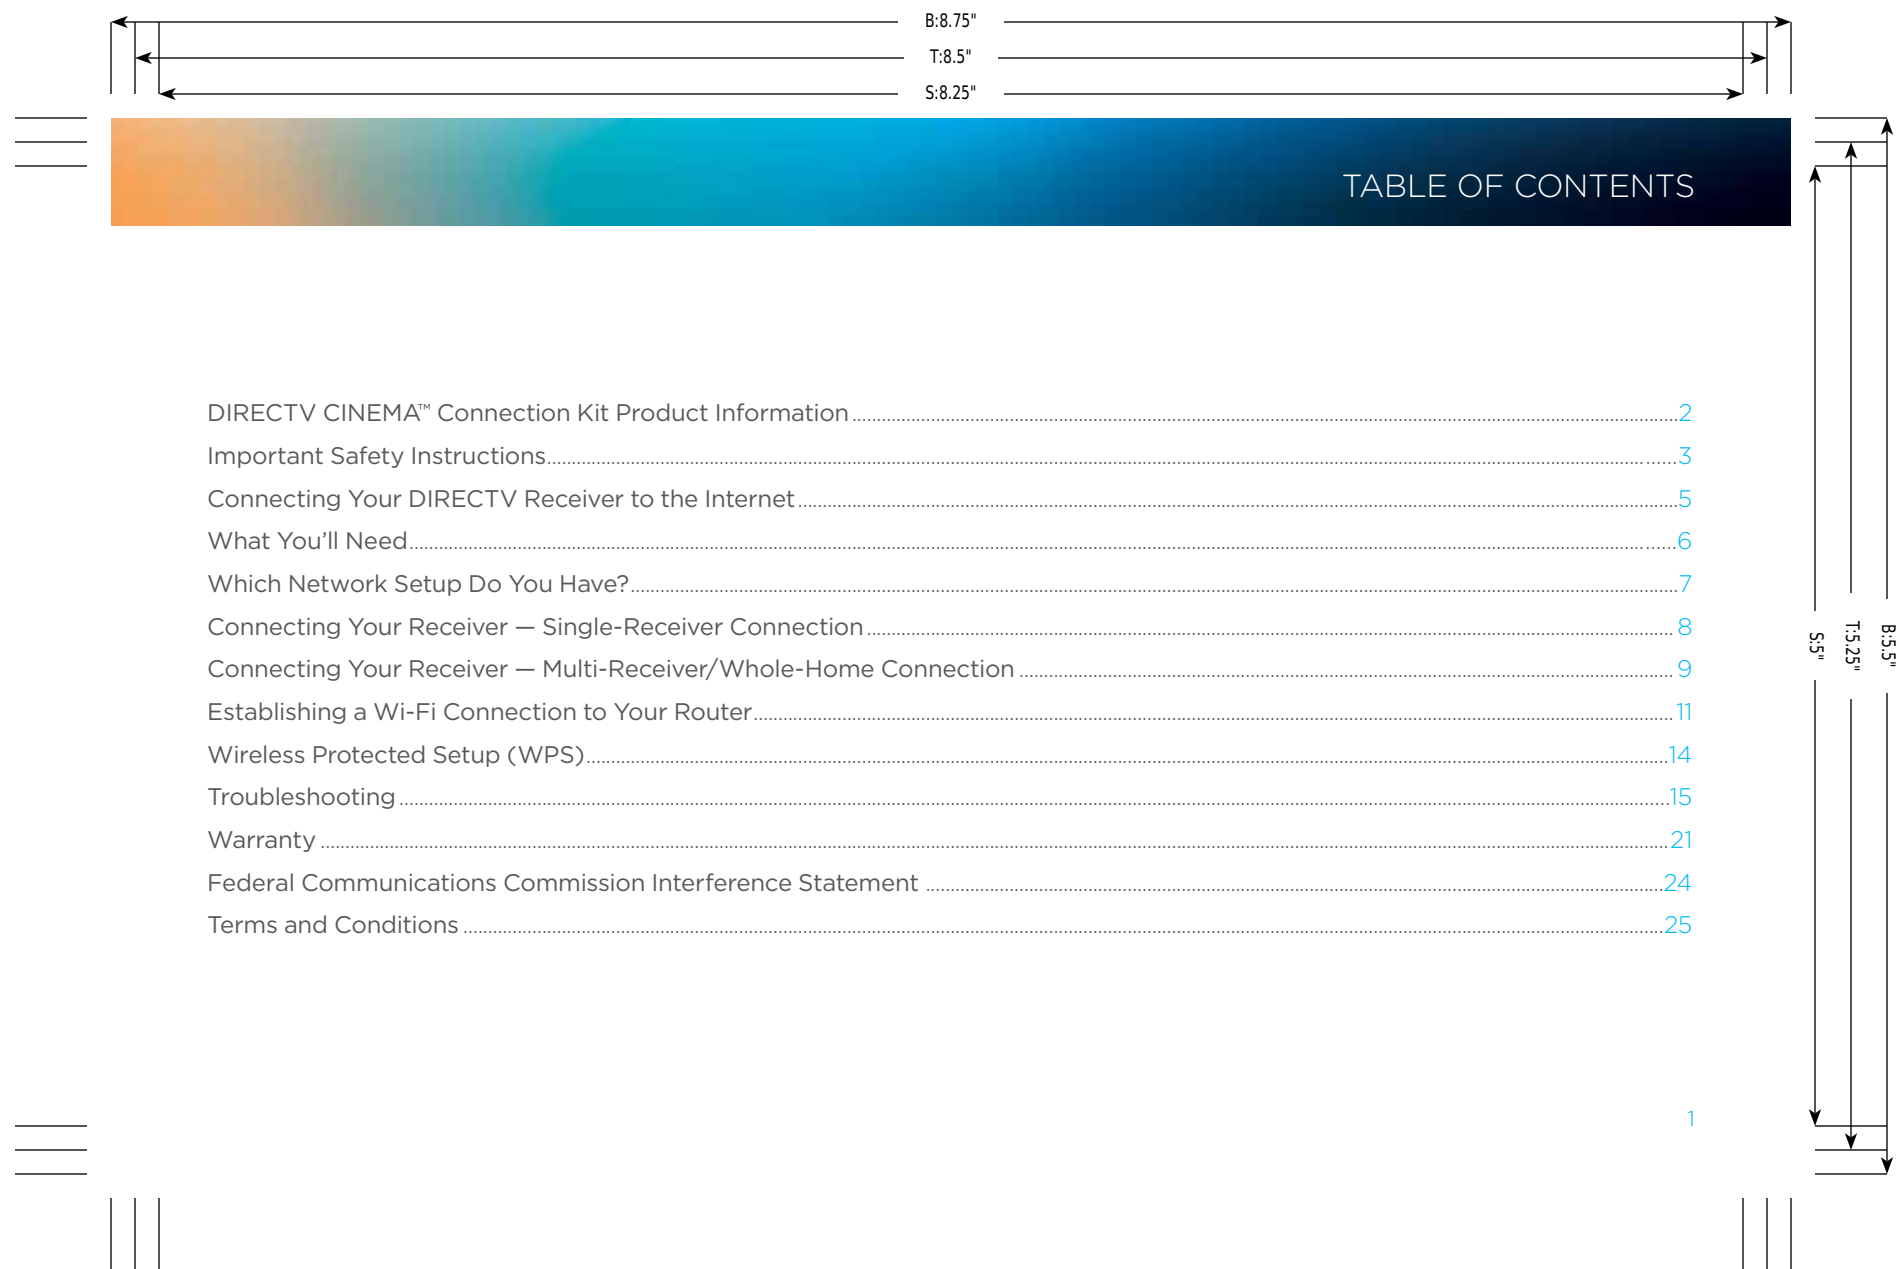 B:8.75"
T:8.5"
S:8.25"
TABLE OF CONTENTS
DIRECTV CINEMA™ Connection Kit Product Information 2
Important Safety Instructions 3
Connecting Your DIRECTV Receiver to the Internet 5
What You’ll Need 6
Which Network Setup Do You Have? 7
Connecting Your Receiver — Single-Receiver Connection 8
Connecting Your Receiver — Multi-Receiver/Whole-Home Connection 9
Establishing a Wi-Fi Connection to Your Router 11
Wireless Protected Setup (WPS) 14
Troubleshooting 15
Warranty 21
Federal Communications Commission Interference Statement 24
Terms and Conditions 25
S:5"
T:5.25"
B:5.5"
1